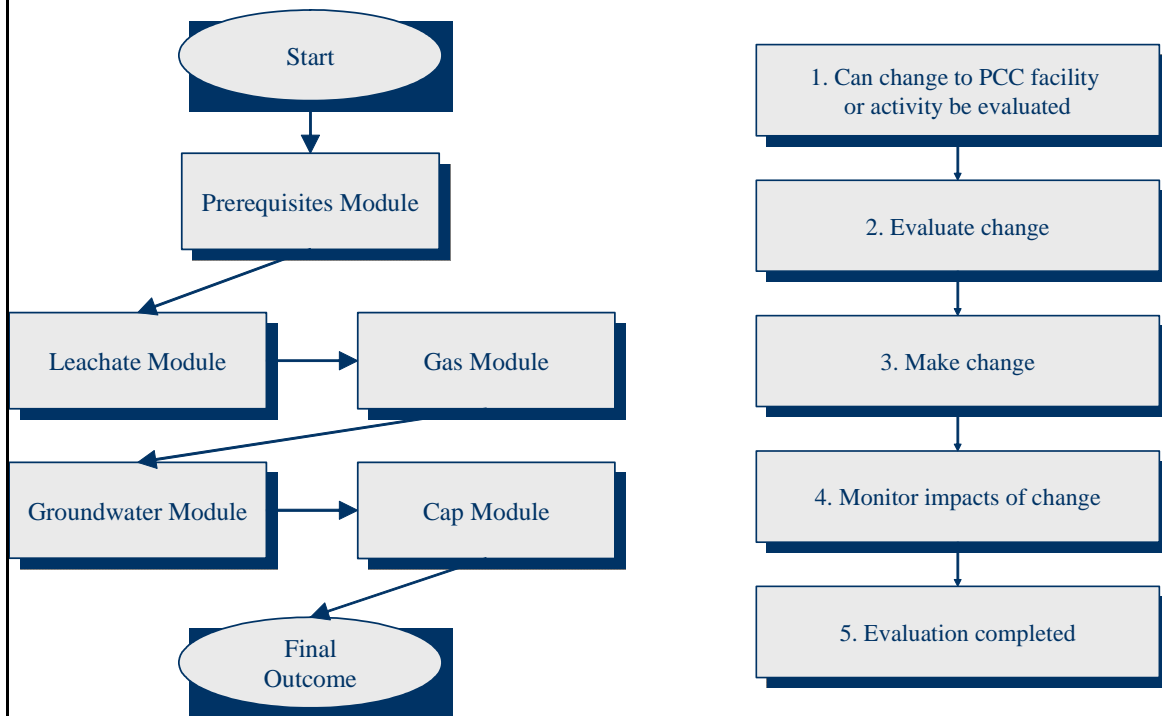 Start
Prerequisites Module
Leachate Module
Gas Module
Groundwater Module
Cap Module
Final
Outcome
1. Can change to PCC facility
or activity be evaluated
2. Evaluate change
3. Make change
4. Monitor impacts of change
5. Evaluation completed